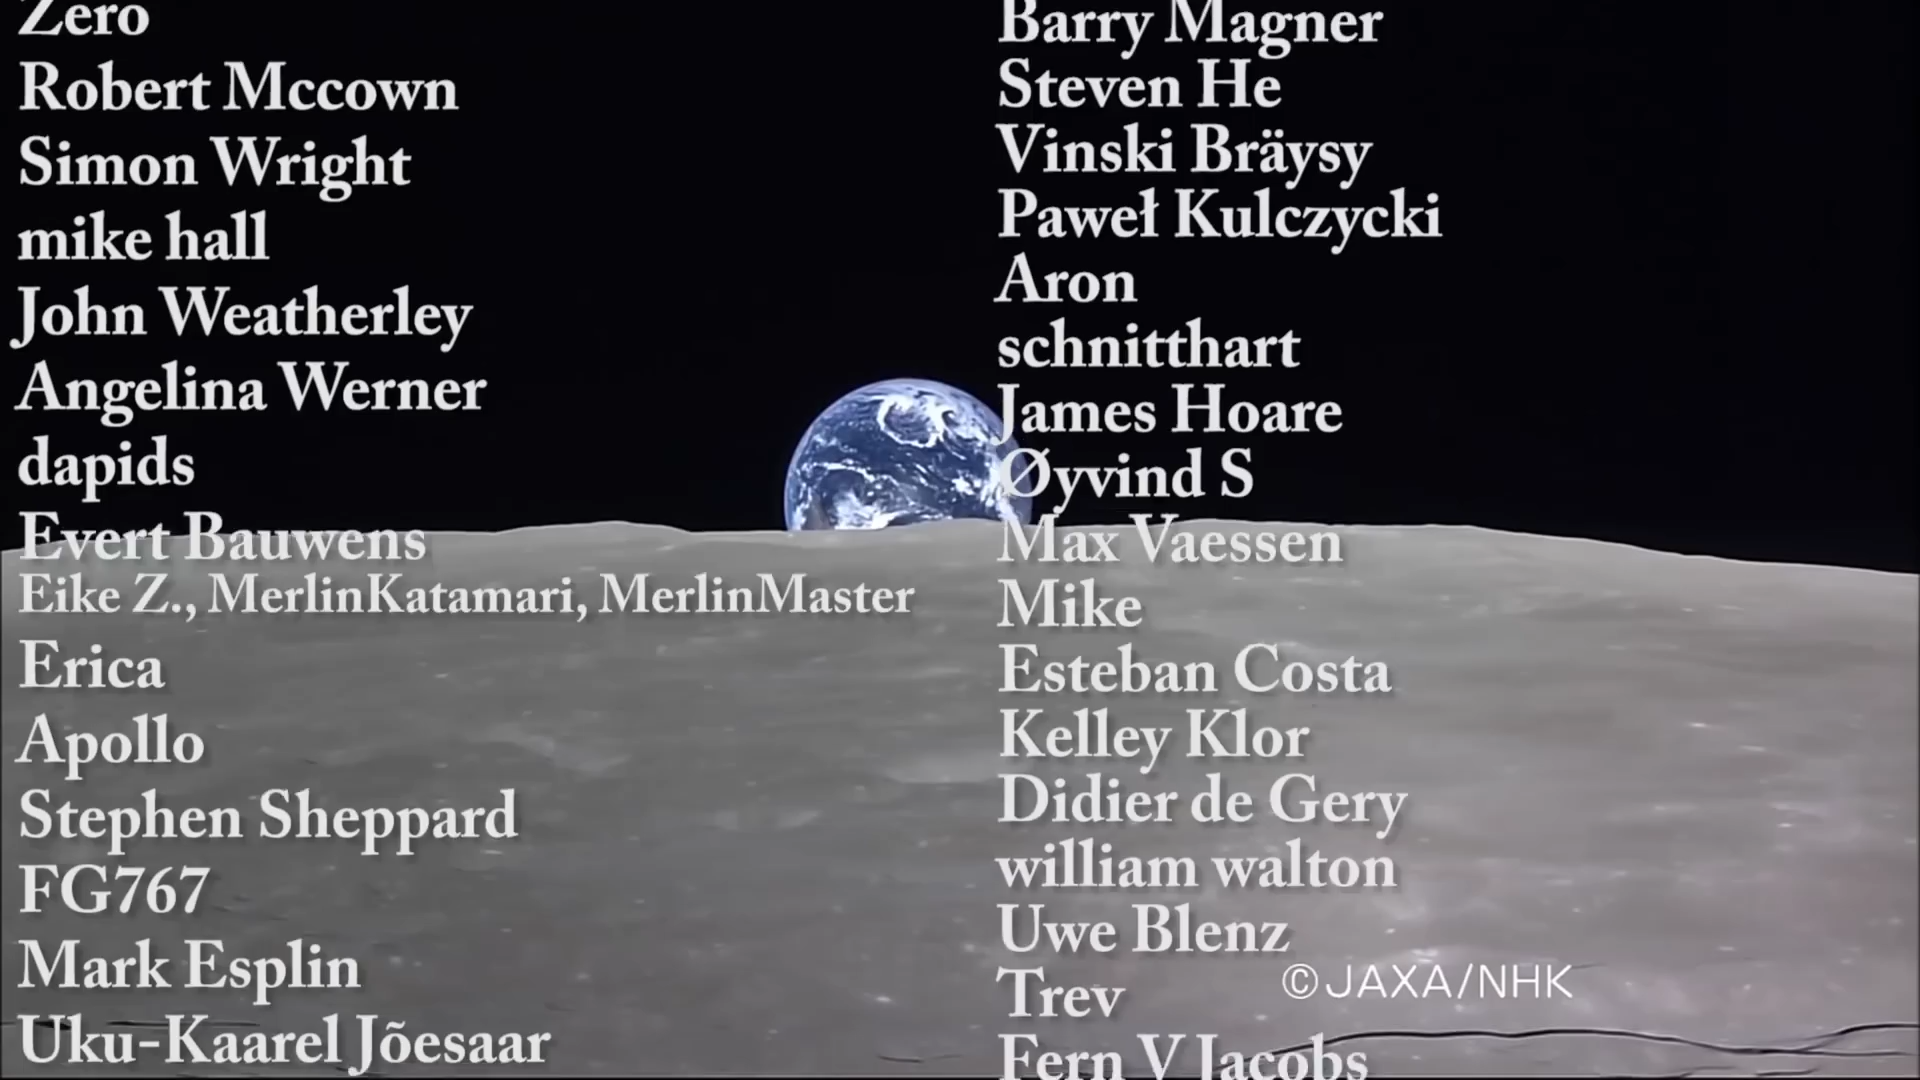 Zero
Robert Mccown
Simon Wright
mike hall
John Weatherley
Angelina Werner
dapids
Evert Bauwens
Eike Z., MerlinKatamari, MerlinMaster
Erica
Apollo
Stephen Sheppard
FG767
Mark Esplin
Uku-Kaarel Jõesaar
Barry Magner
Steven He
Vinski Bräysy
Paweł Kulczycki
Aron
schnitthart
James Hoare
Øyvind S
Max Vaessen
Mike
Esteban Costa
Kelley Klor
Didier de Gery
william walton
Uwe Blenz
Trev
Fern V Jacobs
©JAXA/NHK